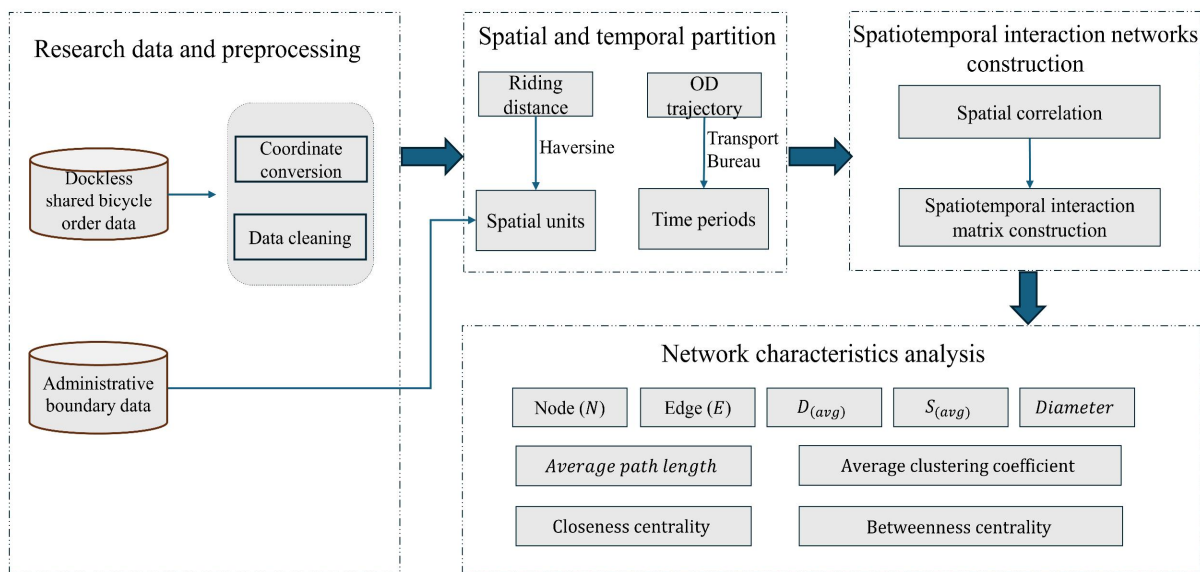 Research data and preprocessing
Dockless
shared bicycle
order data
Coordinate
conversion
Data cleaning
Administrative
boundary data
Spatial and temporal partition
Riding
distance
OD
trajectory
Haversine
Transport
Bureau
Spatial units
Time periods
Spatiotemporal interaction networks
construction
Spatial correlation
Spatiotemporal interaction
matrix construction
Network characteristics analysis
Node (N)
Edge (E)
D(avg)
S(avg)
Diameter
Average path length
Average clustering coefficient
Closeness centrality
Betweenness centrality